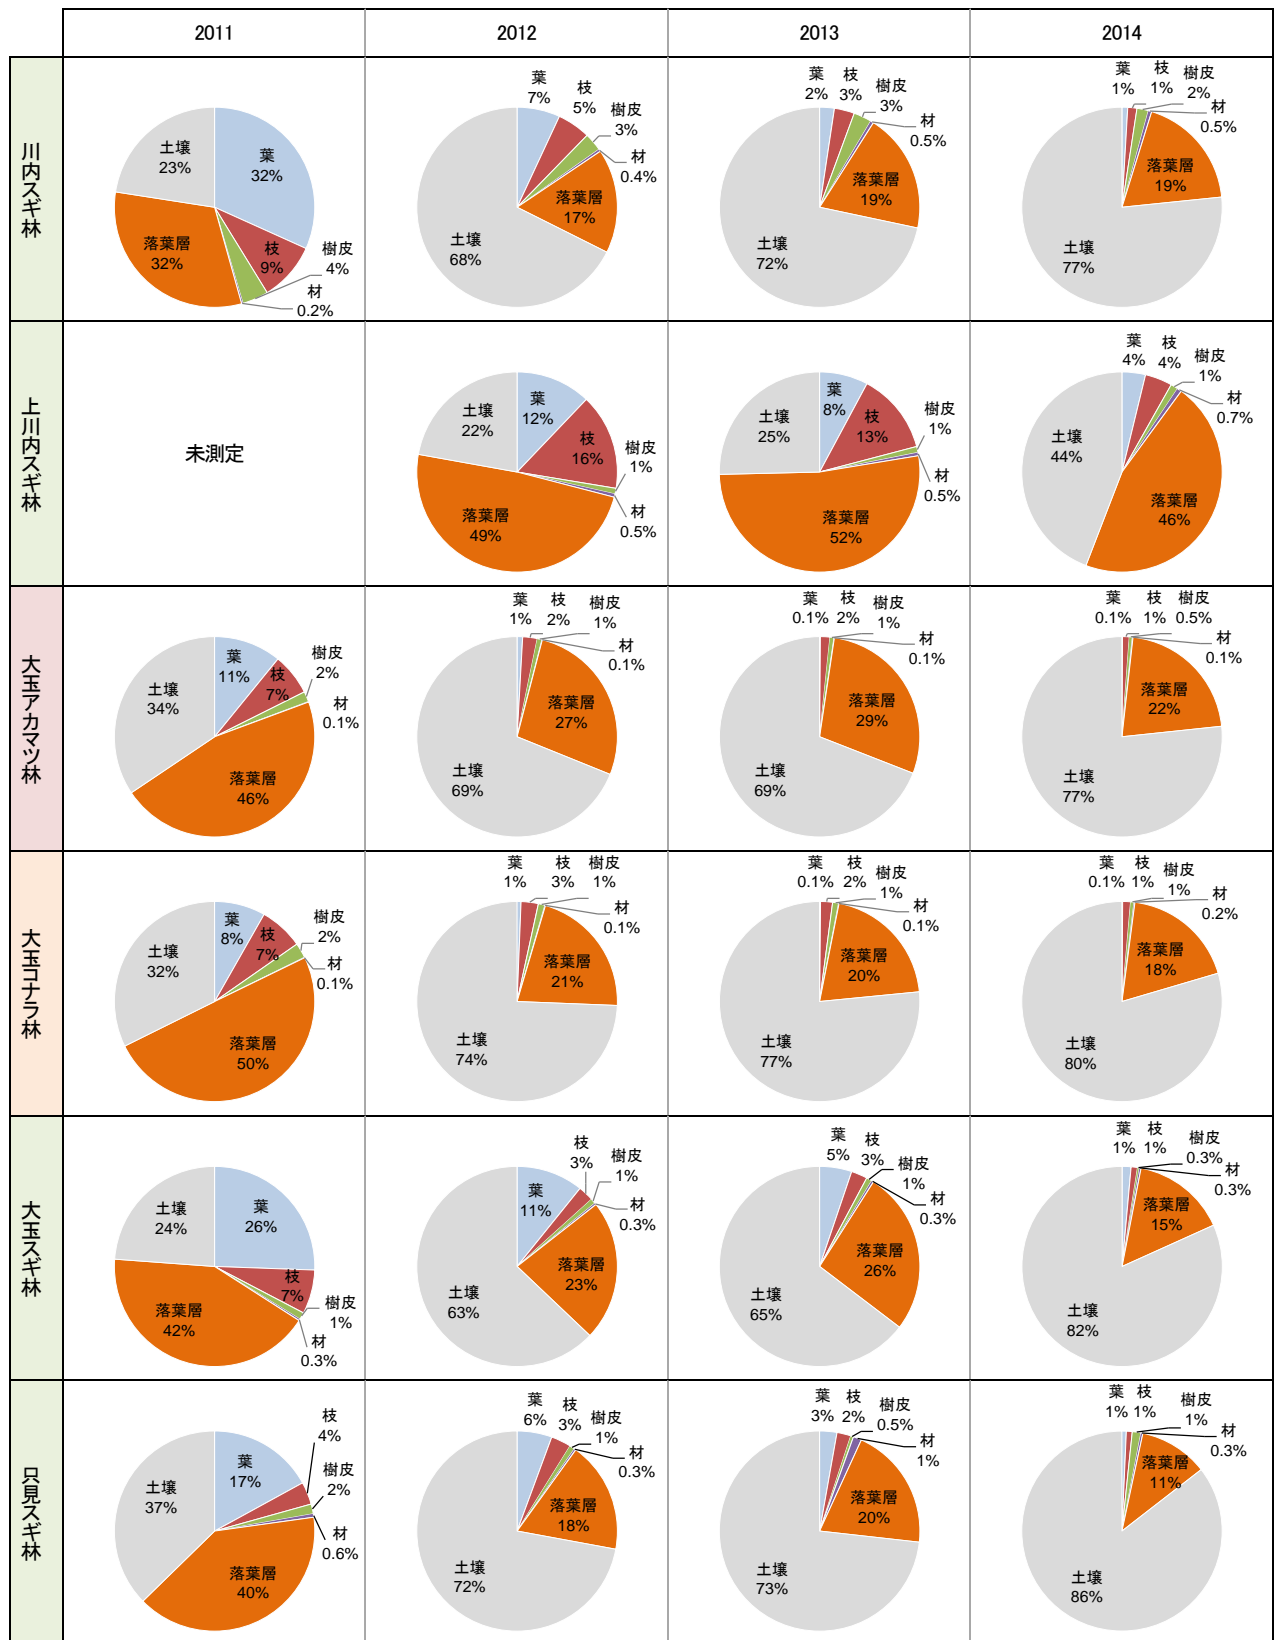 2011
2012
2013
2014
川内スギ林
葉
32%
枝
9%
樹皮
4%
材
0.2%
落葉層
32%
土壌
23%
葉
7%
枝
5%
樹皮
3%
材
0.4%
落葉層
17%
土壌
68%
葉
2%
枝
3%
樹皮
3%
材
0.5%
落葉層
19%
土壌
72%
葉
1%
枝
1%
樹皮
2%
材
0.5%
落葉層
19%
土壌
77%
上川内スギ林
未測定
葉
12%
枝
16%
樹皮
1%
材
0.5%
落葉層
49%
土壌
22%
葉
8%
枝
13%
樹皮
1%
材
0.5%
落葉層
52%
土壌
25%
葉
4%
枝
4%
樹皮
1%
材
0.7%
落葉層
46%
土壌
44%
大玉アカマツ林
葉
11%
枝
7%
樹皮
2%
材
0.1%
落葉層
46%
土壌
34%
葉
1%
枝
2%
樹皮
1%
材
0.1%
落葉層
27%
土壌
69%
葉
0.1%
枝
2%
樹皮
1%
材
0.1%
落葉層
29%
土壌
69%
葉
0.1%
枝
1%
樹皮
0.5%
材
0.1%
落葉層
22%
土壌
77%
大玉コナラ林
葉
8%
枝
7%
樹皮
2%
材
0.1%
落葉層
50%
土壌
32%
葉
1%
枝
3%
樹皮
1%
材
0.1%
落葉層
21%
土壌
74%
葉
0.1%
枝
2%
樹皮
1%
材
0.1%
落葉層
20%
土壌
77%
葉
0.1%
枝
1%
樹皮
1%
材
0.2%
落葉層
18%
土壌
80%
大玉スギ林
葉
26%
枝
7%
樹皮
1%
材
0.3%
落葉層
42%
土壌
24%
葉
11%
枝
3%
樹皮
1%
材
0.3%
落葉層
23%
土壌
63%
葉
5%
枝
3%
樹皮
1%
材
0.3%
落葉層
26%
土壌
65%
葉
1%
枝
1%
樹皮
0.3%
材
0.3%
落葉層
15%
土壌
82%
只見スギ林
葉
17%
枝
4%
樹皮
2%
材
0.6%
落葉層
40%
土壌
37%
葉
6%
枝
3%
樹皮
1%
材
0.3%
落葉層
18%
土壌
72%
葉
3%
枝
2%
樹皮
0.5%
材
1%
落葉層
20%
土壌
73%
葉
1%
枝
1%
樹皮
1%
材
0.3%
落葉層
11%
土壌
86%